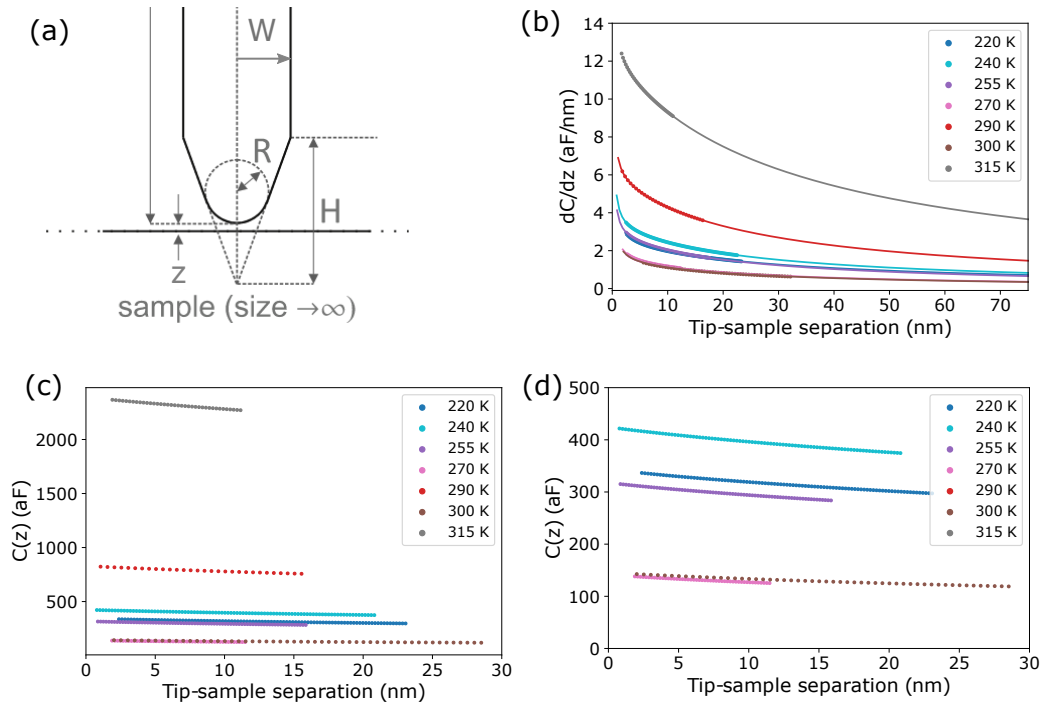 (a)
W
R
H
z
sample (size →∞)
(b)
dC/dz (aF/nm)
14
12
10
8
6
4
2
0
0 10 20 30 40 50 60 70
Tip-sample separation (nm)
220 K
240 K
255 K
270 K
290 K
300 K
315 K
(c)
C(z) (aF)
2000
1500
1000
500
0 5 10 15 20 25 30
Tip-sample separation (nm)
220 K
240 K
255 K
270 K
290 K
300 K
315 K
(d)
C(z) (aF)
500
400
300
200
100
0
0 5 10 15 20 25 30
Tip-sample separation (nm)
220 K
240 K
255 K
270 K
290 K
300 K
315 K